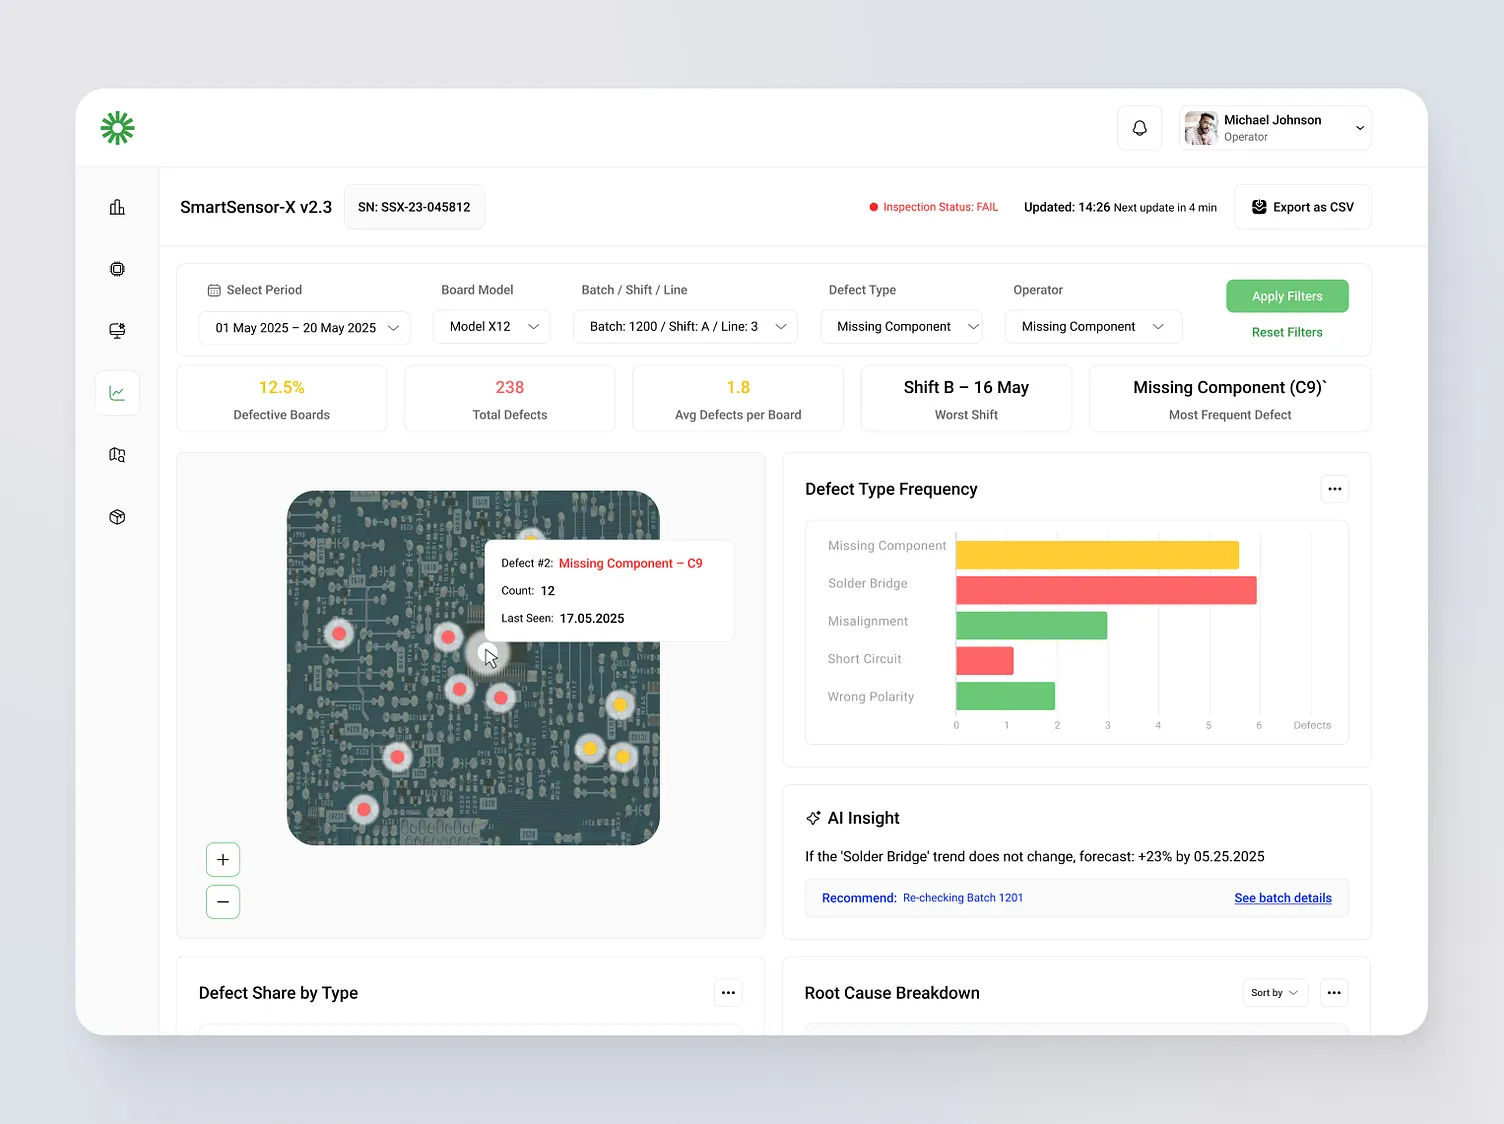 Michael Johnson
Operator
SmartSensor-X v2.3
SN: SSX-23-045812
Inspection Status: FAIL
Updated: 14:26 Next update in 4 min
Export as CSV
Select Period
Board Model
Batch / Shift / Line
Defect Type
Operator
01 May 2025 – 20 May 2025
Model X12
Batch: 1200 / Shift: A / Line: 3
Missing Component
Missing Component
Apply Filters
Reset Filters
12.5%
Defective Boards
238
Total Defects
1.8
Avg Defects per Board
Shift B – 16 May
Worst Shift
Missing Component (C9)`
Most Frequent Defect
Defect #2: Missing Component – C9
Count: 12
Last Seen: 17.05.2025
Defect Type Frequency
Missing Component
Solder Bridge
Misalignment
Short Circuit
Wrong Polarity
0 1 2 3 4 5 6 Defects
AI Insight
If the 'Solder Bridge' trend does not change, forecast: +23% by 05.25.2025
Recommend: Re-checking Batch 1201
See batch details
Defect Share by Type
Root Cause Breakdown
Sort by